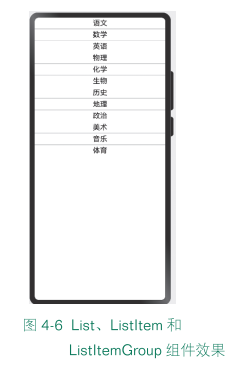 语文
数学
英语
物理
化学
生物
历史
地理
政治
美术
音乐
体育
图 4-6 List、ListItem 和
ListItemGroup 组件效果